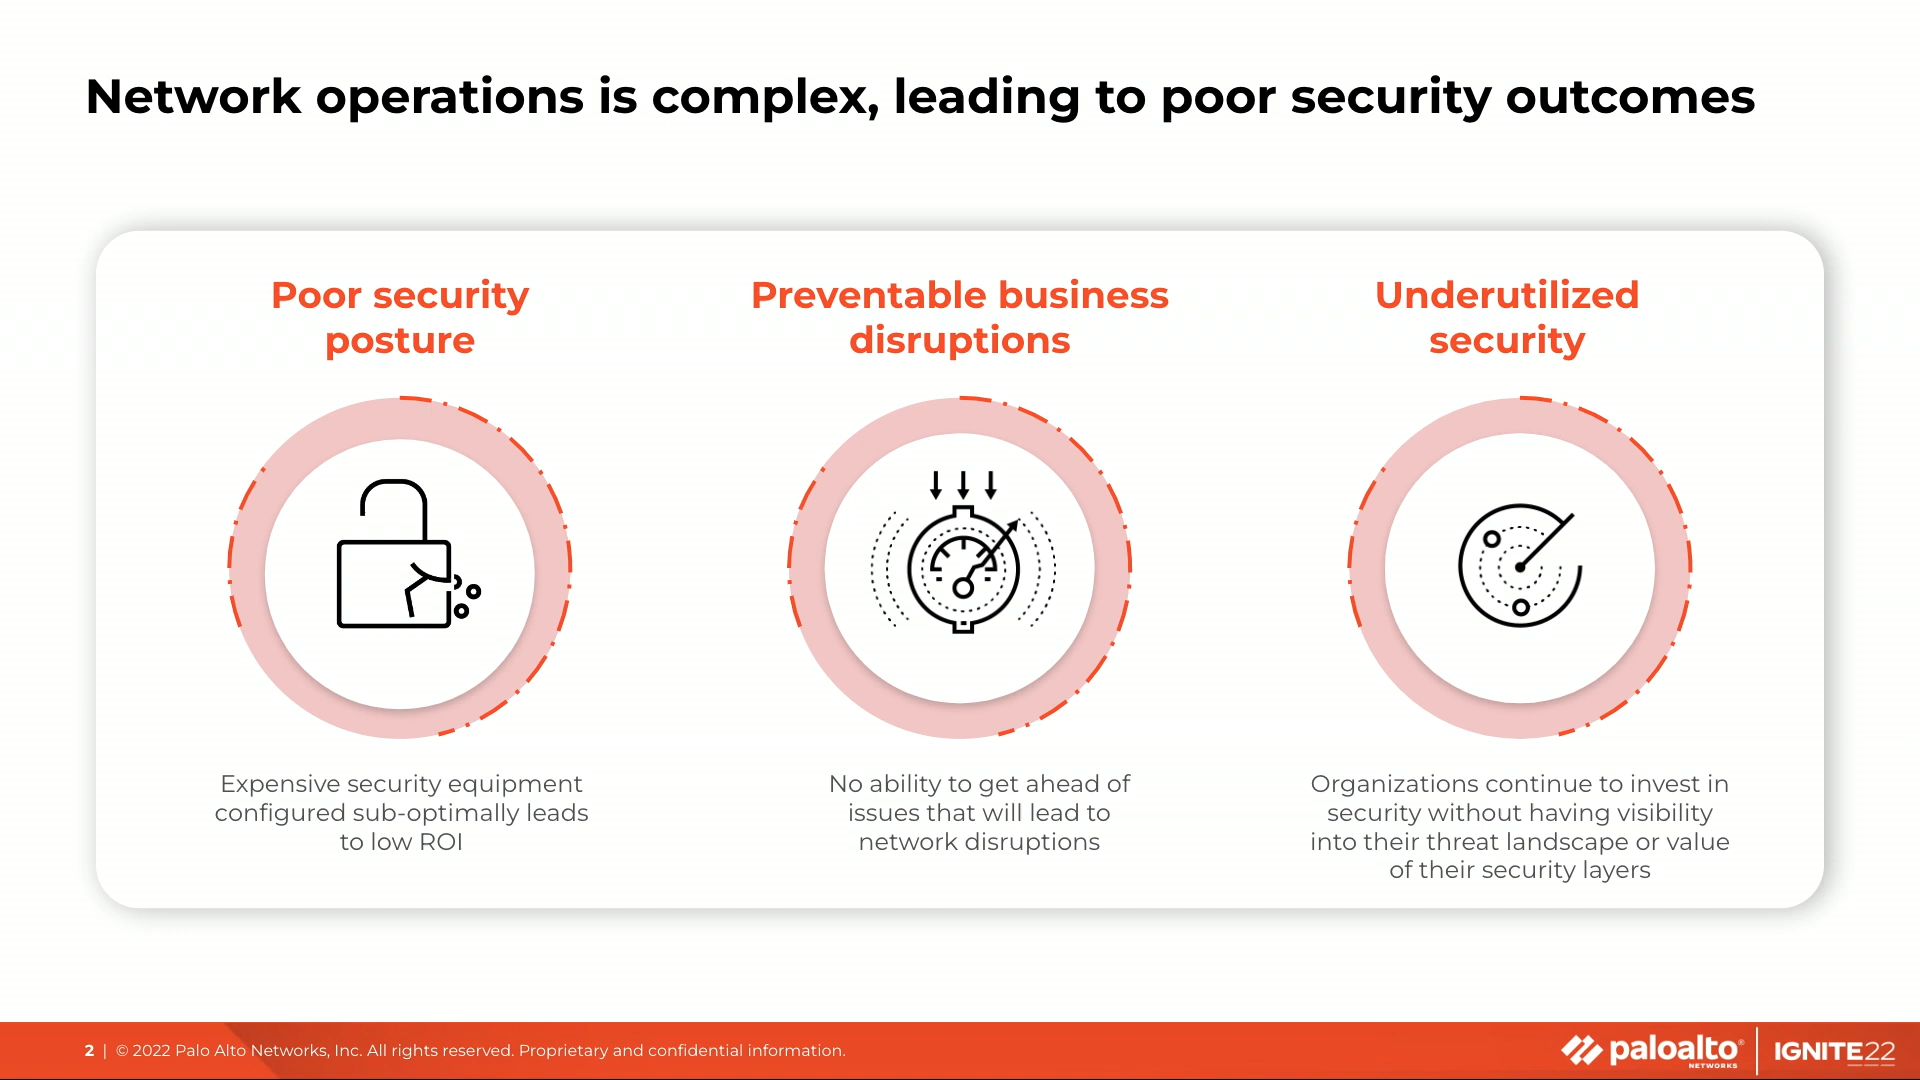 Network operations is complex, leading to poor security outcomes
Poor security
posture
Expensive security equipment
configured sub-optimally leads
to low ROI
Preventable business
disruptions
No ability to get ahead of
issues that will lead to
network disruptions
Underutilized
security
Organizations continue to invest in
security without having visibility
into their threat landscape or value
of their security layers
2 | © 2022 Palo Alto Networks, Inc. All rights reserved. Proprietary and confidential information.
paloalto®
NETWORKS
IGNITE22